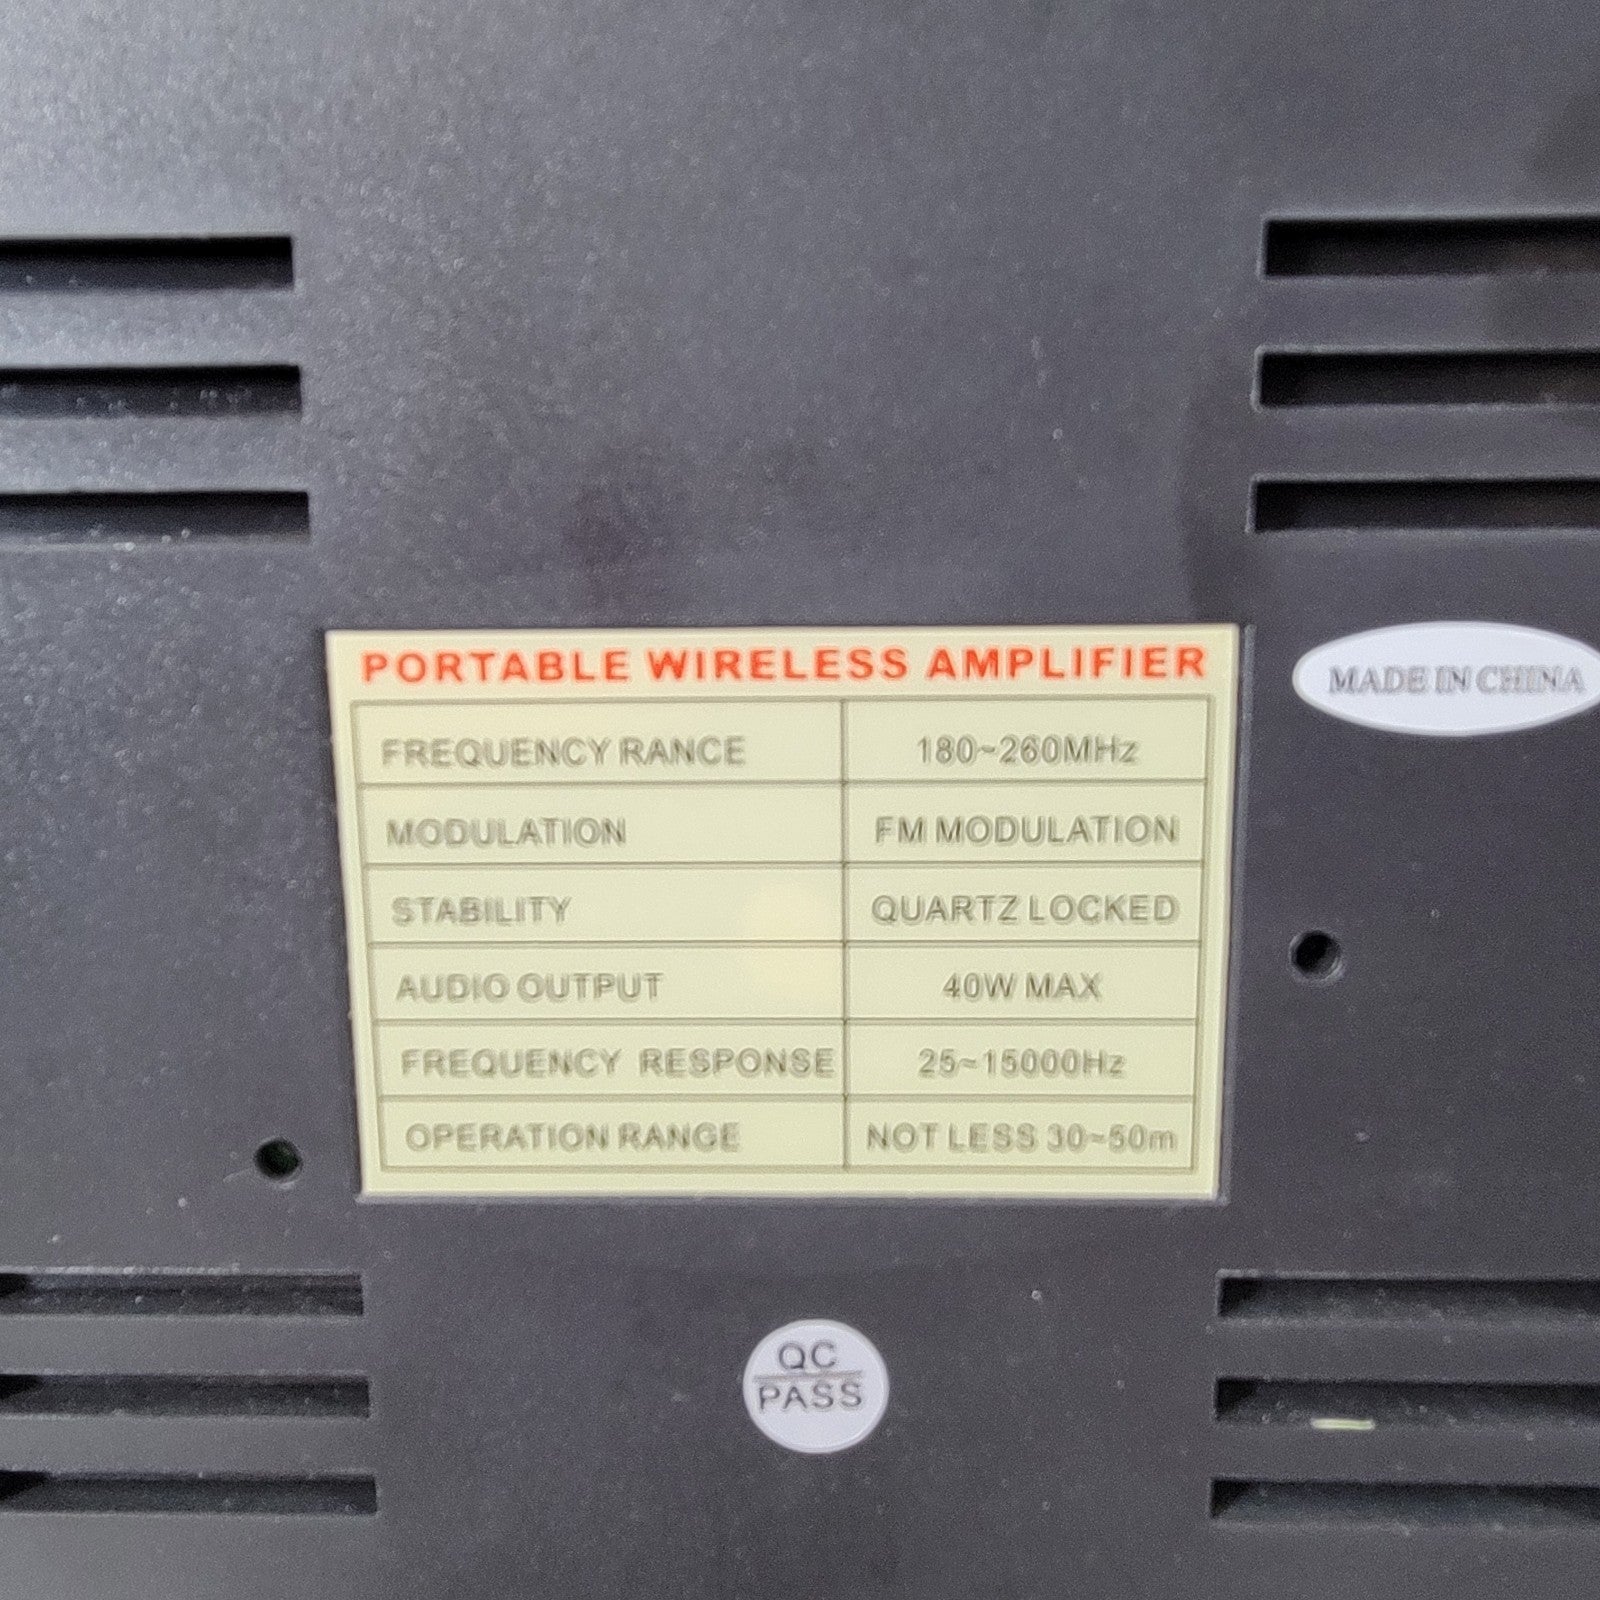 PORTABLE WIRELESS AMPLIFIER
FREQUENCY RANGE 180~260MHz
MODULATION FM MODULATION
STABILITY QUARTZ LOCKED
AUDIO OUTPUT 40W MAX
FREQUENCY RESPONSE 25~15000Hz
OPERATION RANGE NOT LESS 30~50m
MADE IN CHINA
QC
PASS